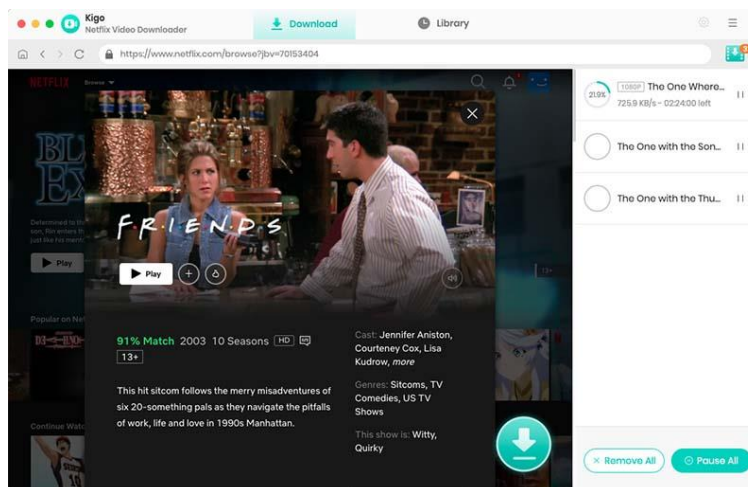 Kigo
Netflix Video Downloader
Download
Library
https://www.netflix.com/browse?jbv=70153404
3
NETFLIX
Browse
21.9%
1080P The One Where...
725.9 KB/s - 02:24:00 left
The One with the Son...
The One with the Thu...
F·R·I·E·N·D·S
Play
Play
13+
Popular on Net
91% Match 2003 10 Seasons HD
13+
Cast: Jennifer Aniston,
Courteney Cox, Lisa
Kudrow, more
This hit sitcom follows the merry misadventures of
six 20-something pals as they navigate the pitfalls
of work, life and love in 1990s Manhattan.
Genres: Sitcoms, TV
Comedies, US TV
Shows
This show is: Witty,
Quirky
Continue Watc
Remove All
Pause All